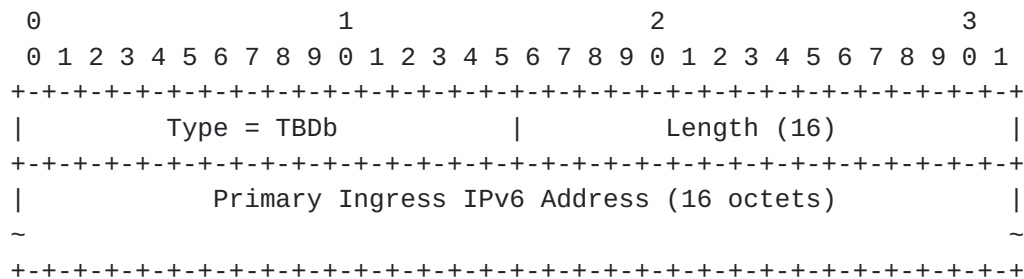 0                   1                   2                   3
 0 1 2 3 4 5 6 7 8 9 0 1 2 3 4 5 6 7 8 9 0 1 2 3 4 5 6 7 8 9 0 1
+-+-+-+-+-+-+-+-+-+-+-+-+-+-+-+-+-+-+-+-+-+-+-+-+-+-+-+-+-+-+-+-+
|         Type = TBDb           |         Length (16)           |
+-+-+-+-+-+-+-+-+-+-+-+-+-+-+-+-+-+-+-+-+-+-+-+-+-+-+-+-+-+-+-+-+
|            Primary Ingress IPv6 Address (16 octets)           |
~                                                               ~
+-+-+-+-+-+-+-+-+-+-+-+-+-+-+-+-+-+-+-+-+-+-+-+-+-+-+-+-+-+-+-+-+